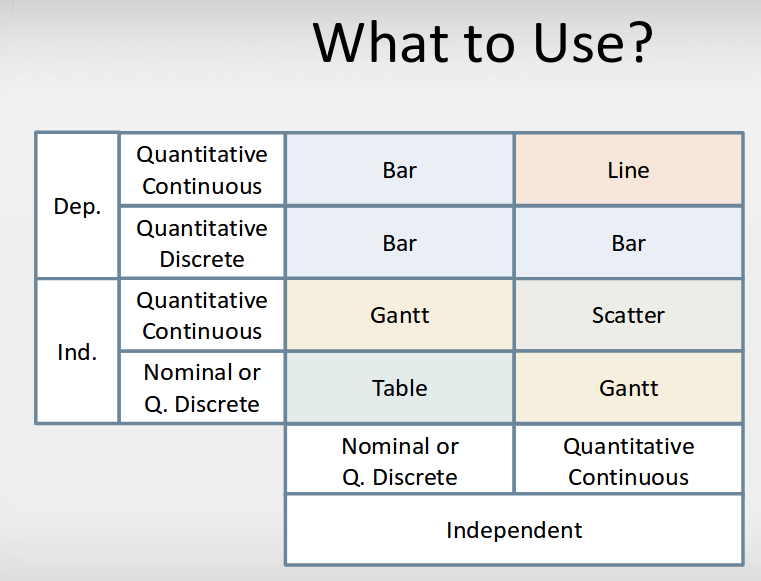 What to Use?
Dep.
Quantitative
Continuous
Bar
Line
Quantitative
Discrete
Bar
Bar
Ind.
Quantitative
Continuous
Gantt
Scatter
Nominal or
Q. Discrete
Table
Gantt
Nominal or
Q. Discrete
Quantitative
Continuous
Independent